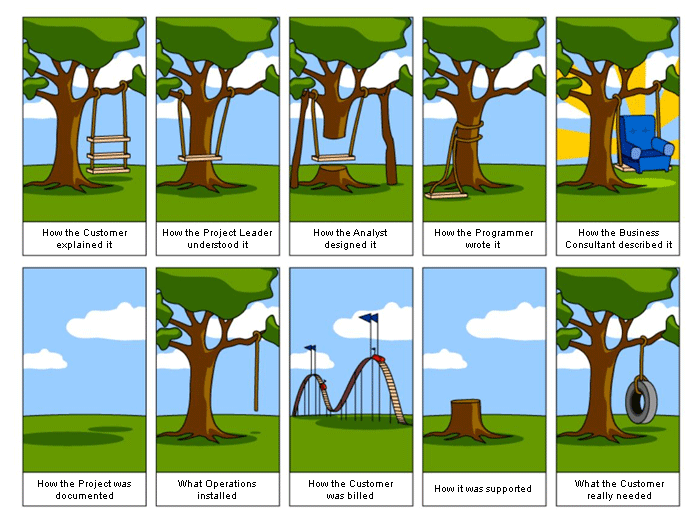 How the Customer
explained it
How the Project Leader
understood it
How the Analyst
designed it
How the Programmer
wrote it
How the Business
Consultant described it
How the Project was
documented
What Operations
installed
How the Customer
was billed
How it was supported
What the Customer
really needed